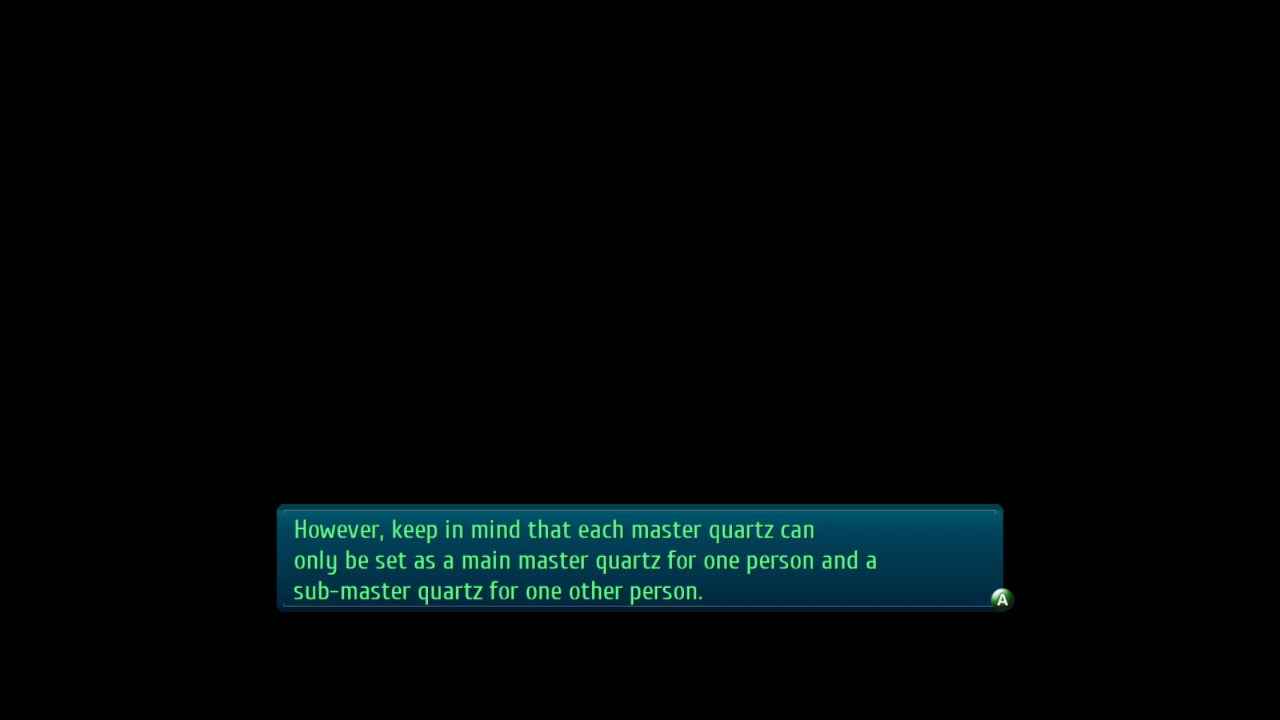 However, keep in mind that each master quartz can
only be set as a main master quartz for one person and a
sub-master quartz for one other person.
A